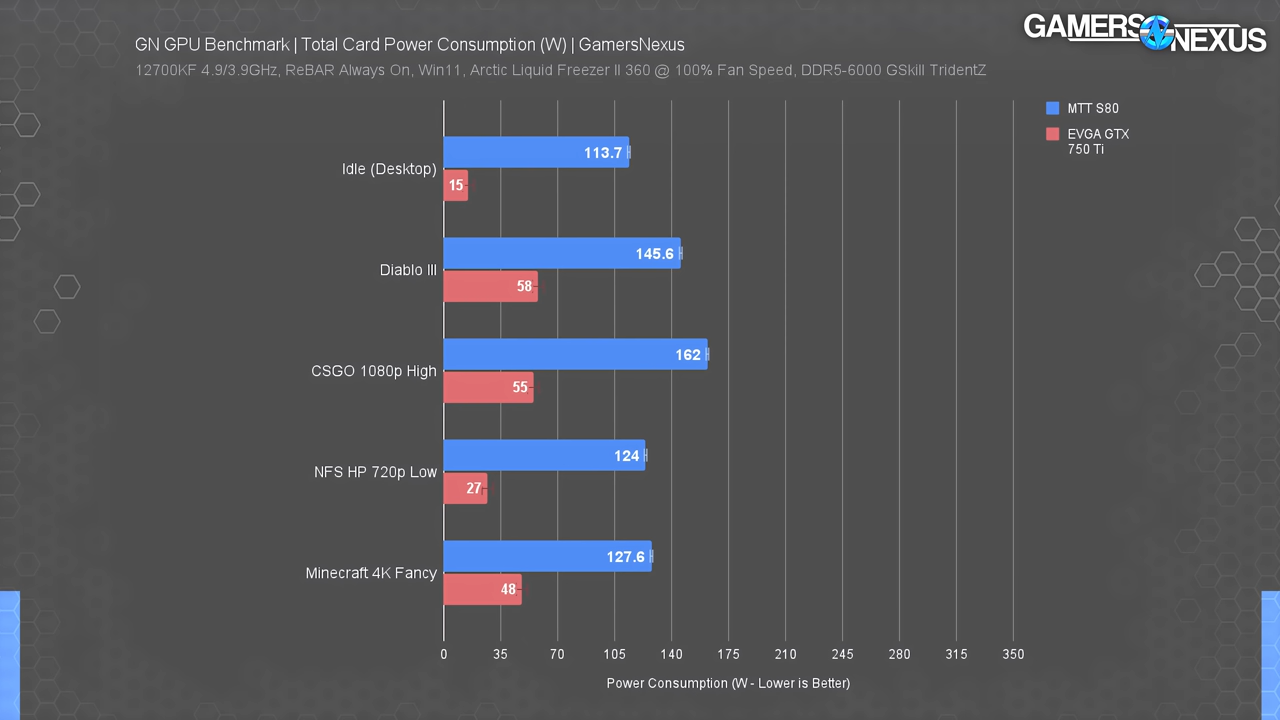 GAMERS NEXUS
GN GPU Benchmark | Total Card Power Consumption (W) | GamersNexus
12700KF 4.9/3.9GHz, ReBAR Always On, Win11, Arctic Liquid Freezer II 360 @ 100% Fan Speed, DDR5-6000 GSkill TridentZ
MTT S80
EVGA GTX
750 Ti
Idle (Desktop)
113.7
15
Diablo III
145.6
58
CSGO 1080p High
162
55
NFS HP 720p Low
124
27
Minecraft 4K Fancy
127.6
48
0 35 70 105 140 175 210 245 280 315 350
Power Consumption (W - Lower is Better)